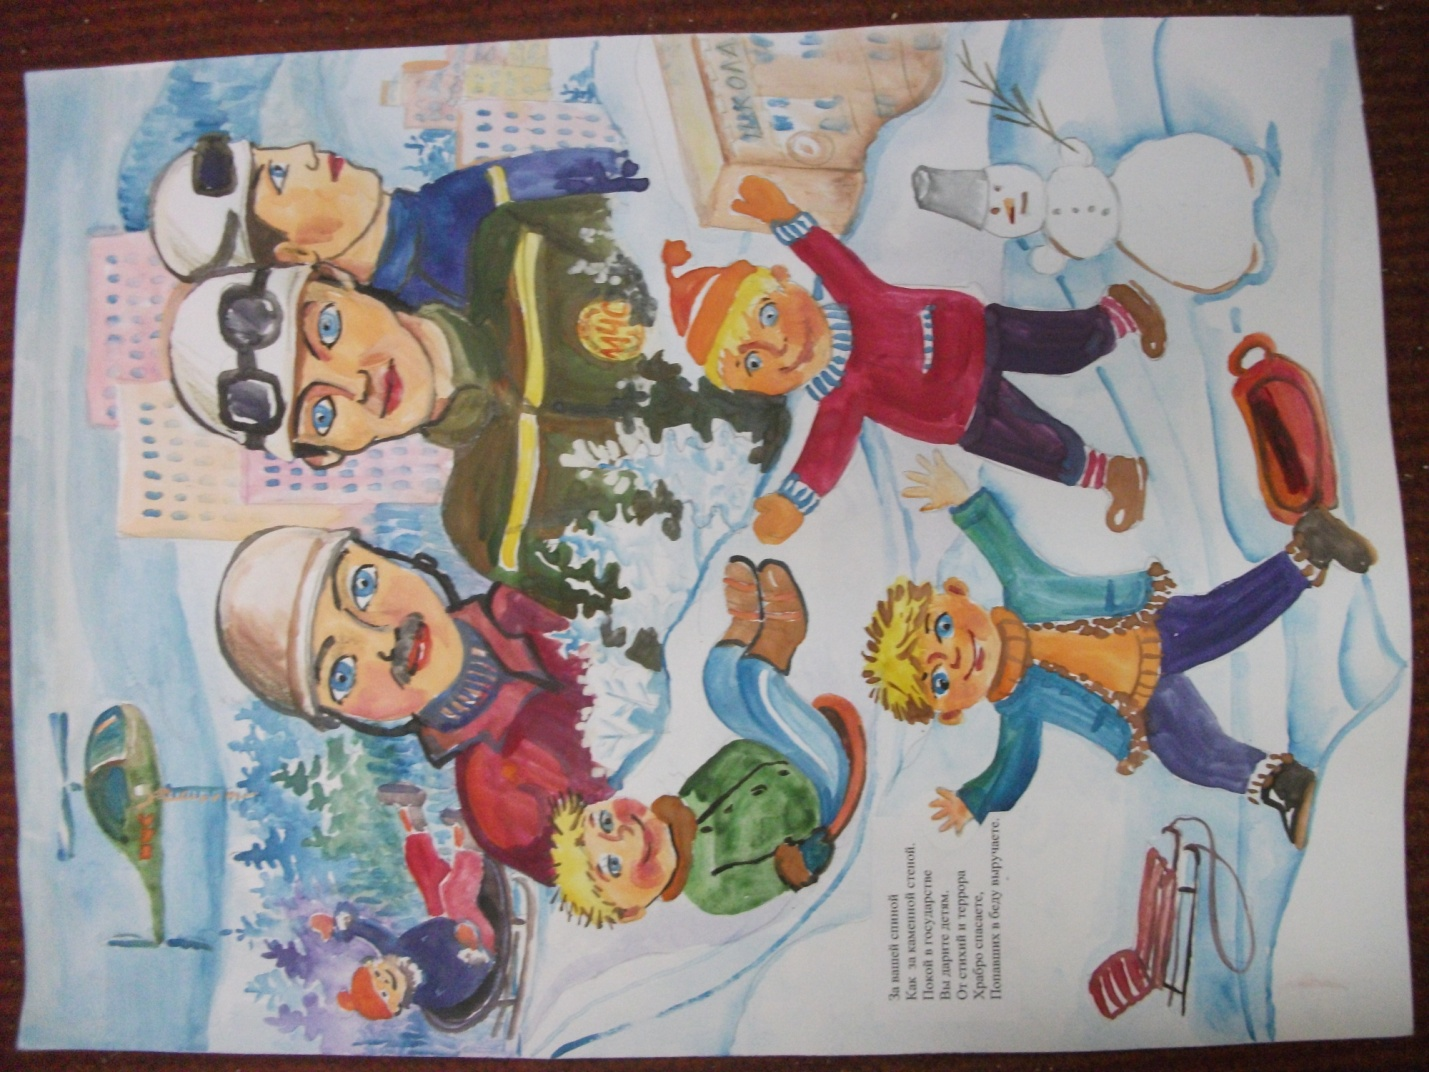 ШКОЛА
МЧС
За вашей спиной
Как за каменной стеной.
Покой в государстве
Вы дарите детям.
От стихий и террора
Храбро спасаете,
Попавших в беду выручаете.